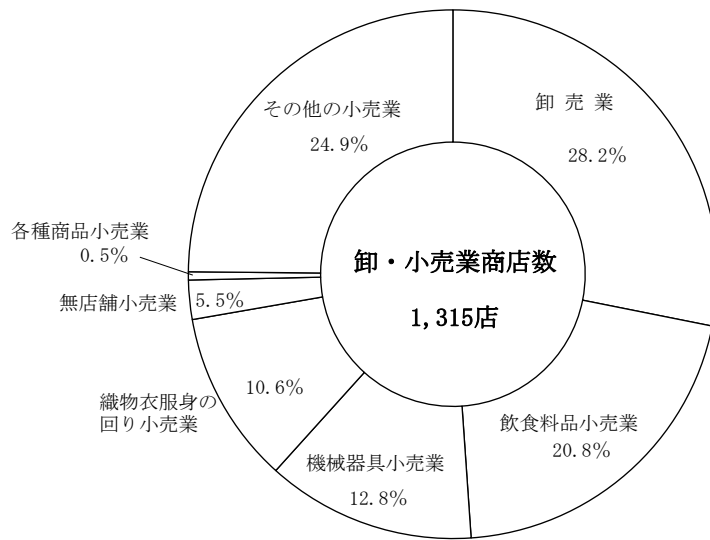 卸・小売業商店数
1,315店
卸 売 業
28.2%
飲食料品小売業
20.8%
機械器具小売業
12.8%
織物衣服身の
回り小売業
10.6%
無店舗小売業
5.5%
各種商品小売業
0.5%
その他の小売業
24.9%